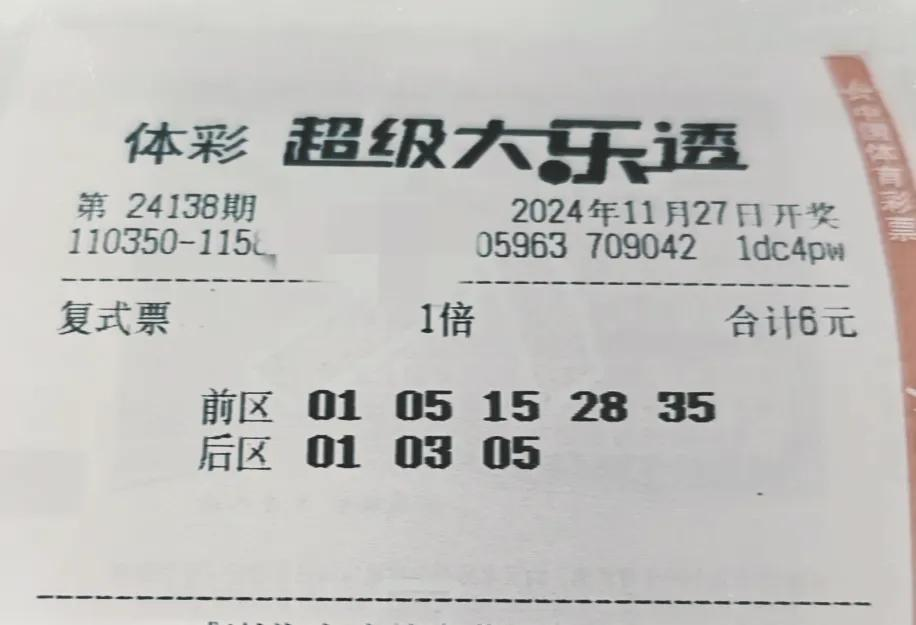 体彩 超级大乐透
第 24138期 2024年11月27日开奖
110350-115 05963 709042 1dc4pw
复式票 1倍 合计6元
前区 01 05 15 28 35
后区 01 03 05
中国体育彩票